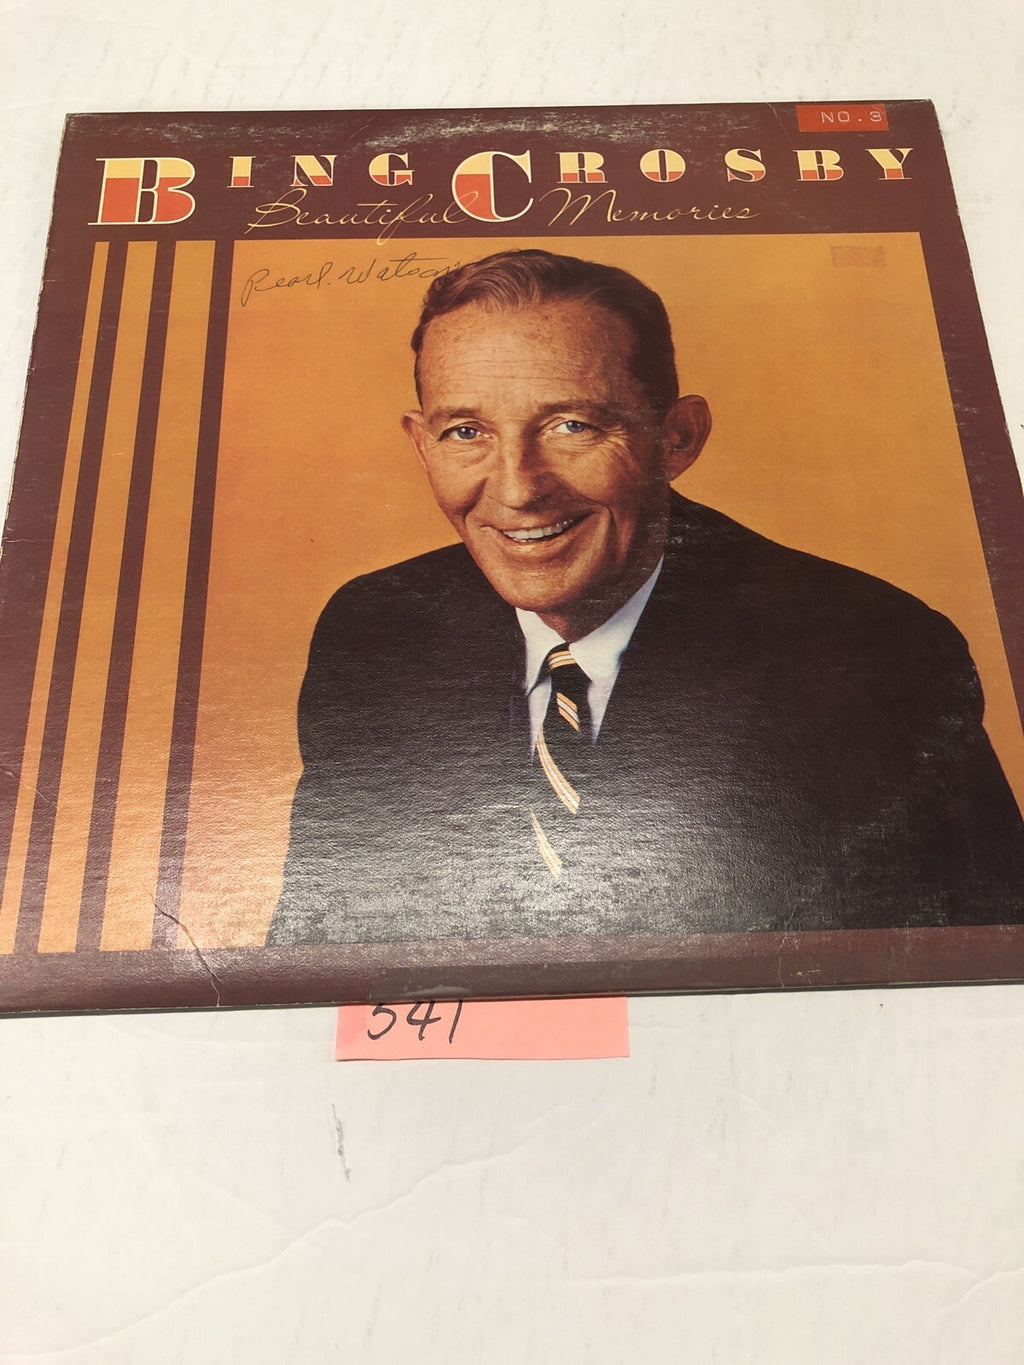 NO.3
BING CROSBY
Beautiful Memories
Pearl. Watson
541